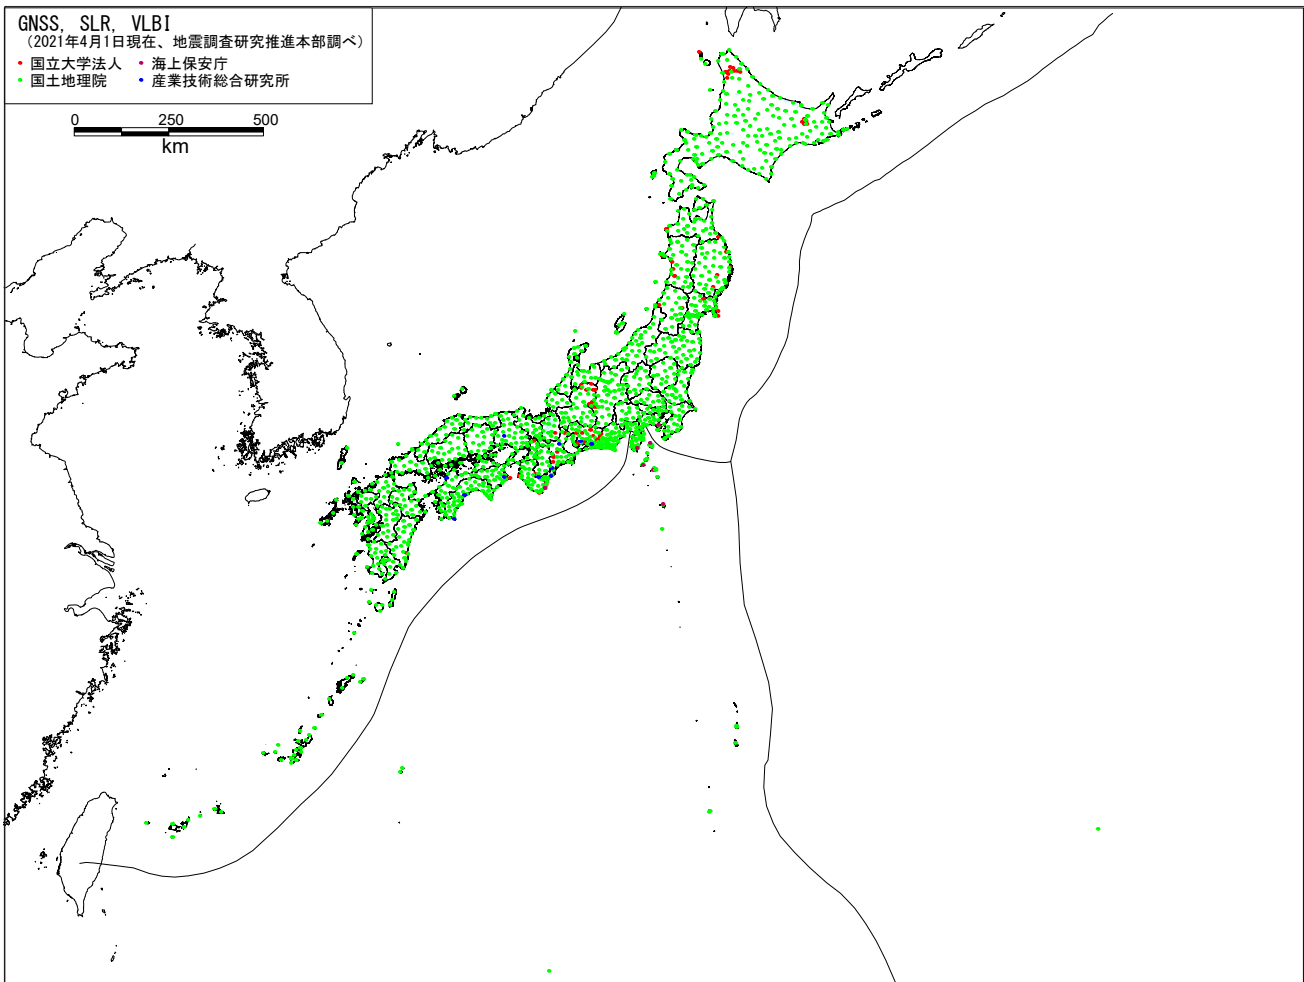 GNSS, SLR, VLBI
(2021年4月1日現在、地震調査研究推進本部調べ)
国立大学法人 海上保安庁
国土地理院 産業技術総合研究所
0 250 500
km